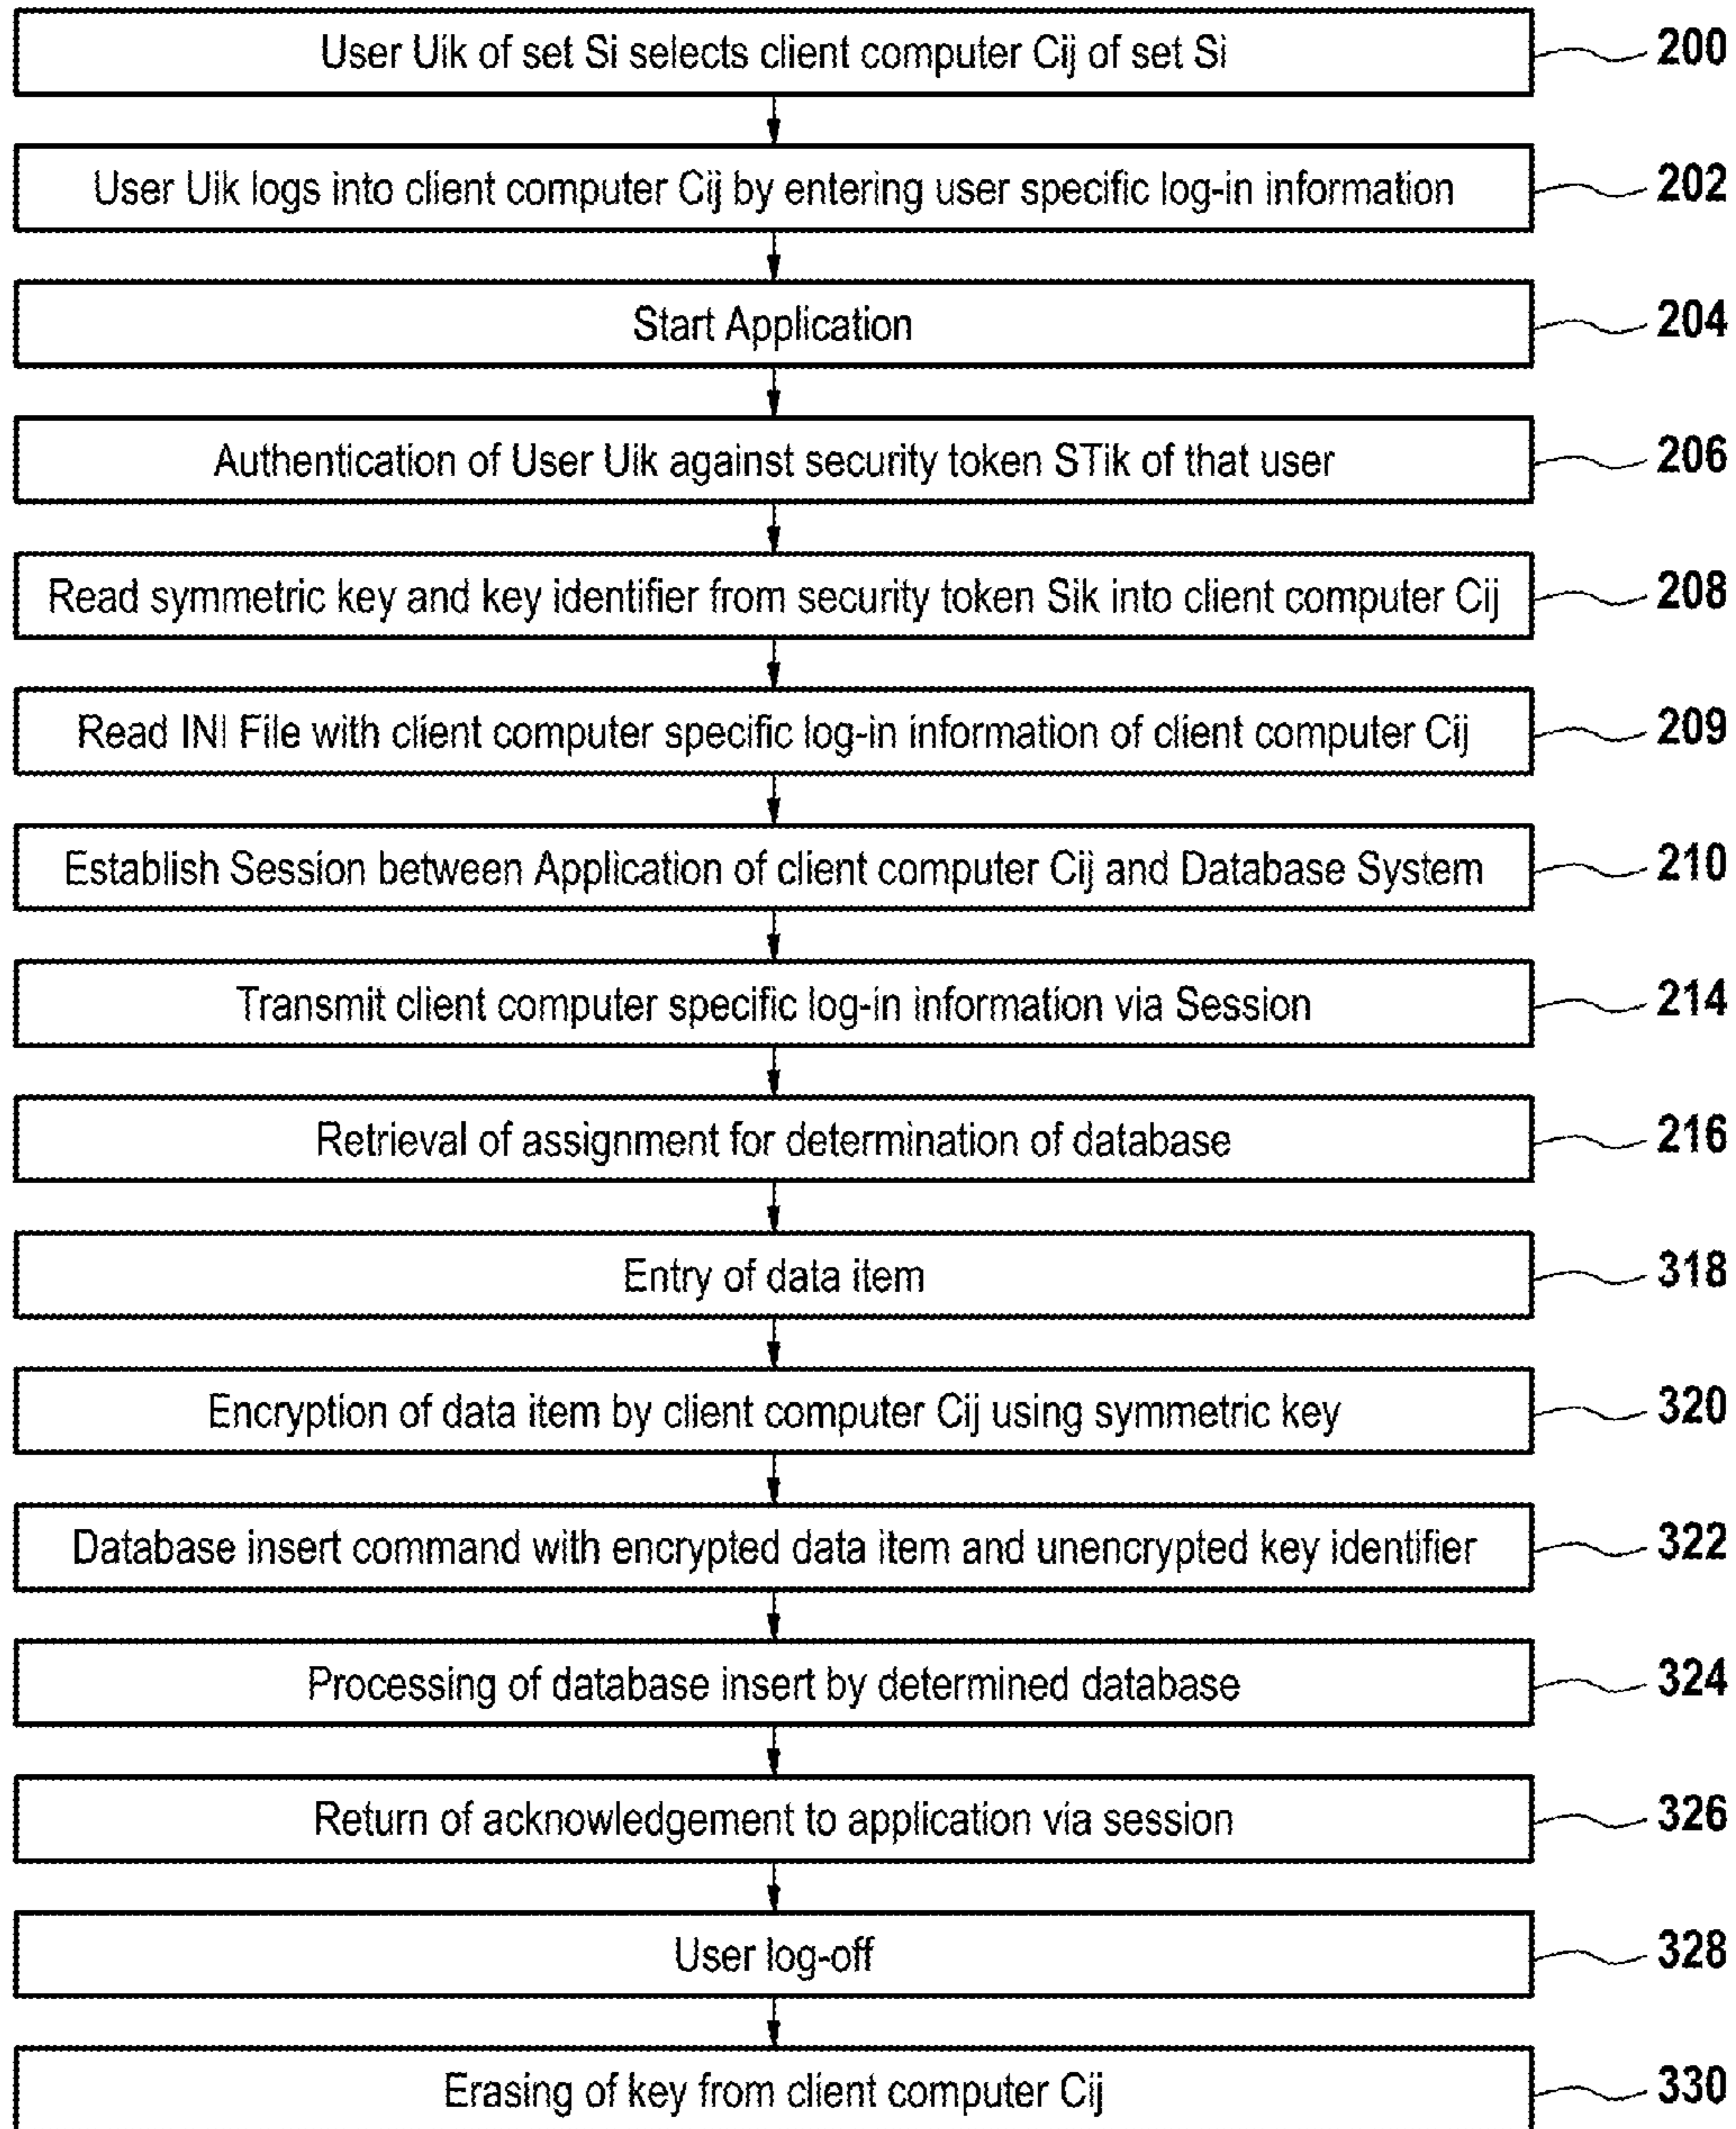 User Uik of set Si selects client computer Cij of set Si 200
User Uik logs into client computer Cij by entering user specific log-in information 202
Start Application 204
Authentication of User Uik against security token STik of that user 206
Read symmetric key and key identifier from security token Sik into client computer Cij 208
Read INI File with client computer specific log-in information of client computer Cij 209
Establish Session between Application of client computer Cij and Database System 210
Transmit client computer specific log-in information via Session 214
Retrieval of assignment for determination of database 216
Entry of data item 318
Encryption of data item by client computer Cij using symmetric key 320
Database insert command with encrypted data item and unencrypted key identifier 322
Processing of database insert by determined database 324
Return of acknowledgement to application via session 326
User log-off 328
Erasing of key from client computer Cij 330